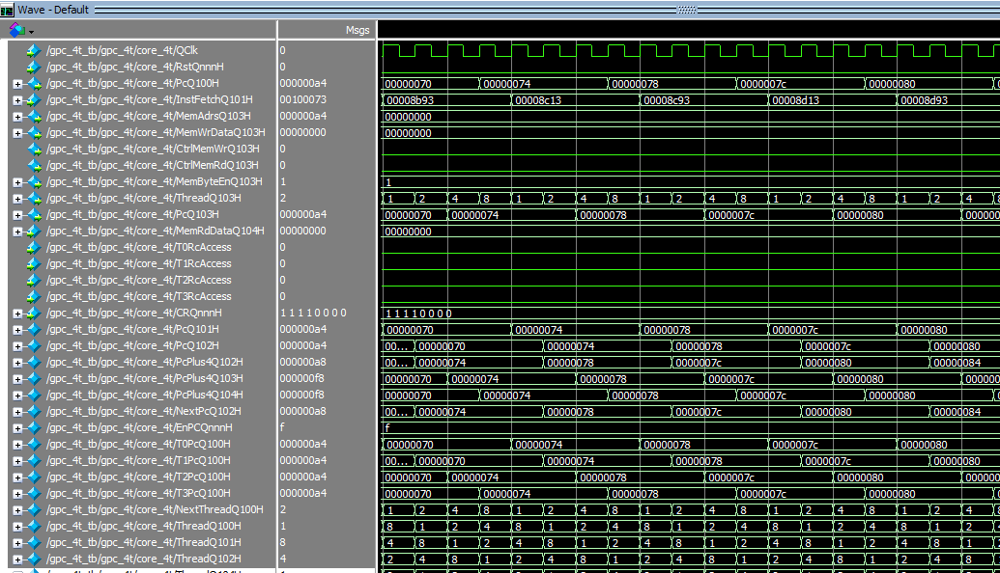 Wave - Default
Msgs
/gpc_4t_tb/gpc_4t/core_4t/QClk 0
/gpc_4t_tb/gpc_4t/core_4t/RstQnnnH 0
/gpc_4t_tb/gpc_4t/core_4t/PcQ100H 000000a4 00000070 00000074 00000078 0000007c 00000080
/gpc_4t_tb/gpc_4t/core_4t/InstFetchQ101H 00100073 00008b93 00008c13 00008c93 00008d13 00008d93
/gpc_4t_tb/gpc_4t/core_4t/MemAdrsQ103H 000000a4 00000000
/gpc_4t_tb/gpc_4t/core_4t/MemWrDataQ103H 00000000 00000000
/gpc_4t_tb/gpc_4t/core_4t/CtrlMemWrQ103H 0
/gpc_4t_tb/gpc_4t/core_4t/CtrlMemRdQ103H 0
/gpc_4t_tb/gpc_4t/core_4t/MemByteEnQ103H 1 1
/gpc_4t_tb/gpc_4t/core_4t/ThreadQ103H 2 1 2 4 8 1 2 4 8 1 2 4 8 1 2 4 8 1 2 4 8
/gpc_4t_tb/gpc_4t/core_4t/PcQ103H 000000a4 00000070 00000074 00000078 0000007c 00000080 000000
/gpc_4t_tb/gpc_4t/core_4t/MemRdDataQ104H 00000000 00000000
/gpc_4t_tb/gpc_4t/core_4t/T0RcAccess 0
/gpc_4t_tb/gpc_4t/core_4t/T1RcAccess 0
/gpc_4t_tb/gpc_4t/core_4t/T2RcAccess 0
/gpc_4t_tb/gpc_4t/core_4t/T3RcAccess 0
/gpc_4t_tb/gpc_4t/core_4t/CRQnnnH 1 1 1 1 0 0 0 0 1 1 1 1 0 0 0 0
/gpc_4t_tb/gpc_4t/core_4t/PcQ101H 000000a4 00000070 00000074 00000078 0000007c 00000080
/gpc_4t_tb/gpc_4t/core_4t/PcQ102H 000000a4 00... 00000070 00000074 00000078 0000007c 00000080
/gpc_4t_tb/gpc_4t/core_4t/PcPlus4Q102H 000000a8 00... 00000074 00000078 0000007c 00000080 00000084
/gpc_4t_tb/gpc_4t/core_4t/PcPlus4Q103H 000000f8 00000070 00000074 00000078 0000007c 00000080 000000
/gpc_4t_tb/gpc_4t/core_4t/PcPlus4Q104H 000000f8 00000070 00000074 00000078 0000007c 00000080
/gpc_4t_tb/gpc_4t/core_4t/NextPcQ102H 000000a8 00... 00000074 00000078 0000007c 00000080 00000084
/gpc_4t_tb/gpc_4t/core_4t/EnPCQnnnH f f
/gpc_4t_tb/gpc_4t/core_4t/T0PcQ100H 000000a4 00000070 00000074 00000078 0000007c 00000080
/gpc_4t_tb/gpc_4t/core_4t/T1PcQ100H 000000a4 00... 00000070 00000074 00000078 0000007c 00000080
/gpc_4t_tb/gpc_4t/core_4t/T2PcQ100H 000000a4 00000070 00000074 00000078 0000007c 00000080 000000
/gpc_4t_tb/gpc_4t/core_4t/T3PcQ100H 000000a4 00000070 00000074 00000078 0000007c 00000080
/gpc_4t_tb/gpc_4t/core_4t/NextThreadQ100H 2 1 2 4 8 1 2 4 8 1 2 4 8 1 2 4 8 1 2 4 8
/gpc_4t_tb/gpc_4t/core_4t/ThreadQ100H 1 8 1 2 4 8 1 2 4 8 1 2 4 8 1 2 4 8 1 2 4
/gpc_4t_tb/gpc_4t/core_4t/ThreadQ101H 8 4 8 1 2 4 8 1 2 4 8 1 2 4 8 1 2 4 8 1 2
/gpc_4t_tb/gpc_4t/core_4t/ThreadQ102H 4 2 4 8 1 2 4 8 1 2 4 8 1 2 4 8 1 2 4 8 1